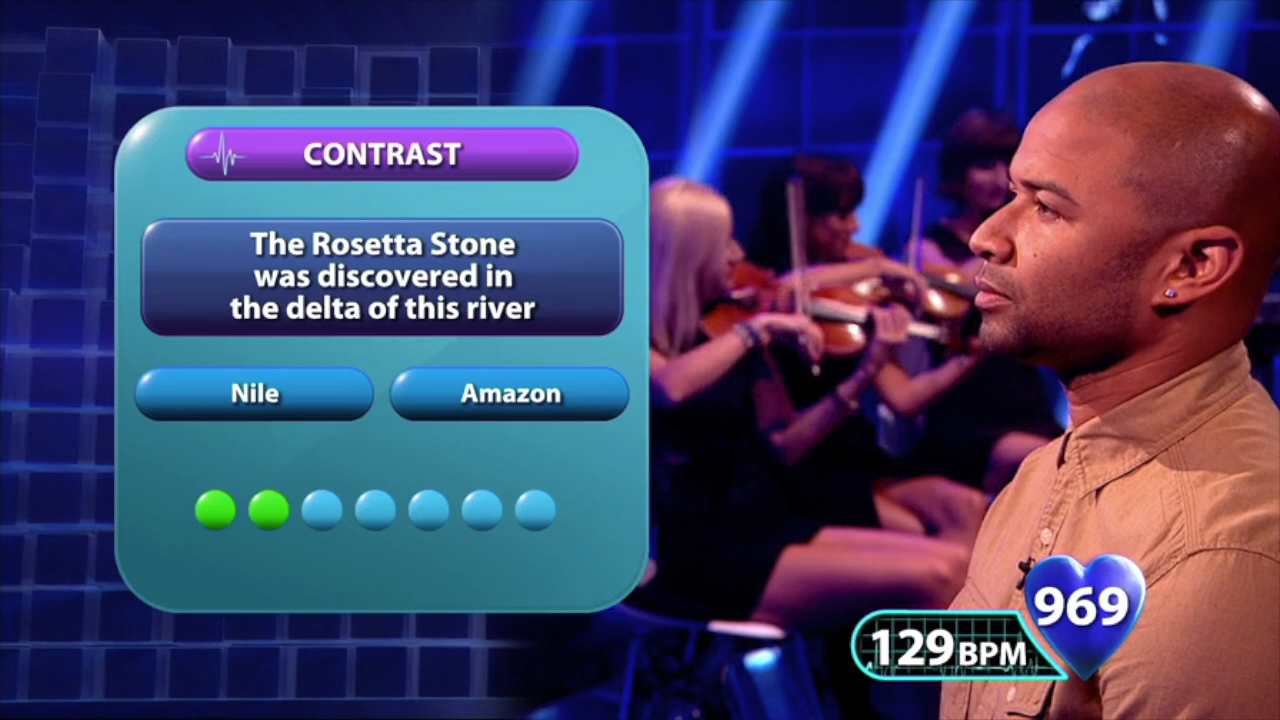 CONTRAST
The Rosetta Stone
was discovered in
the delta of this river
Nile
Amazon
969
129 BPM